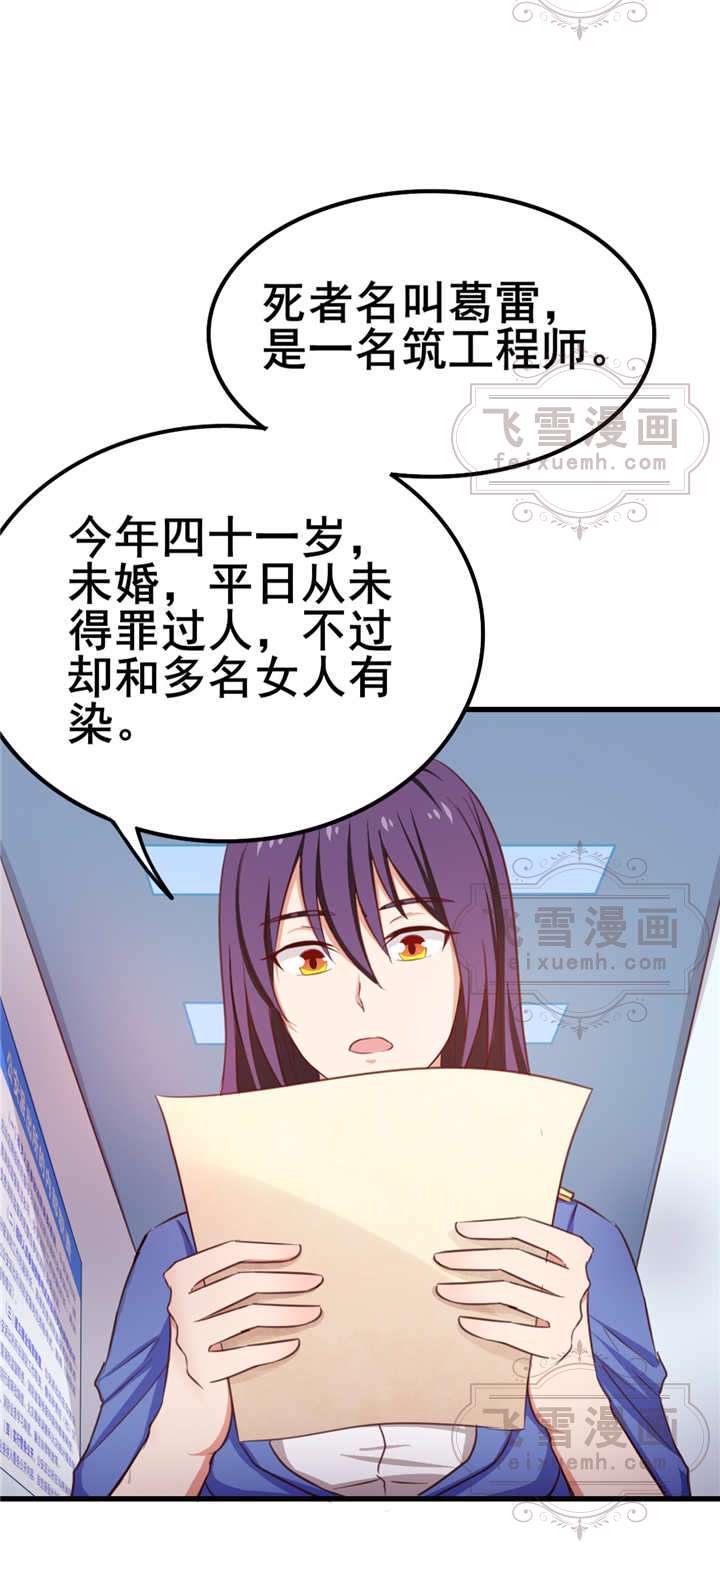 死者名叫葛雷，
是一名筑工程师。
飞雪漫画
feixuemh.com
今年四十一岁，
未婚，平日从未
得罪过人，不过
却和多名女人有
染。
飞雪漫画
feixuemh.com
飞雪漫画
feixuemh.com